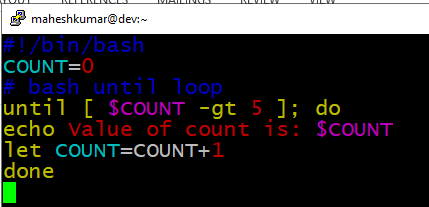 maheshkumar@dev:~
#!/bin/bash
COUNT=0
# bash until loop
until [ $COUNT -gt 5 ]; do
echo Value of count is: $COUNT
let COUNT=COUNT+1
done